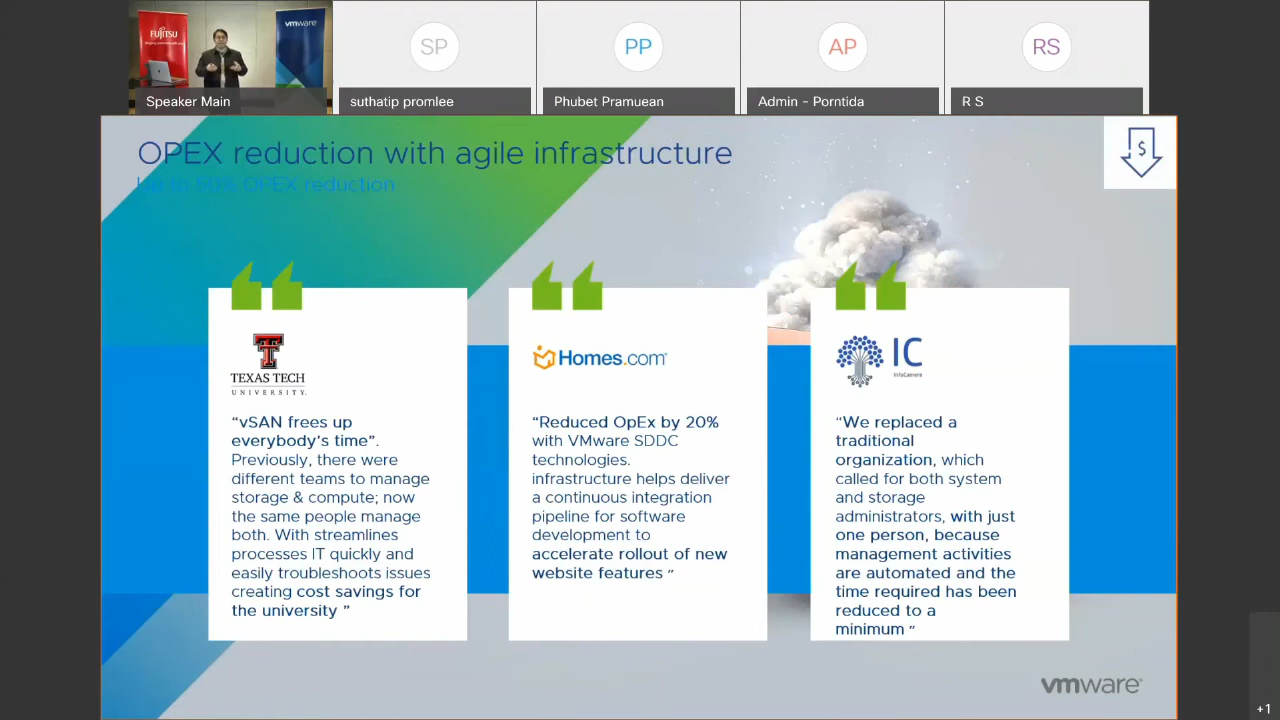 FUJITSU
vmware
SP
PP
AP
RS
Speaker Main
suthatip promlee
Phubet Pramuean
Admin - Porntida
R S
OPEX reduction with agile infrastructure
Up to 50% OPEX reduction
$
TEXAS TECH
UNIVERSITY.
Homes.com
IC
InfoCamere
“vSAN frees up
everybody’s time”.
Previously, there were
different teams to manage
storage & compute; now
the same people manage
both. With streamlines
processes IT quickly and
easily troubleshoots issues
creating cost savings for
the university ”
“Reduced OpEx by 20%
with VMware SDDC
technologies.
infrastructure helps deliver
a continuous integration
pipeline for software
development to
accelerate rollout of new
website features ”
“We replaced a
traditional
organization, which
called for both system
and storage
administrators, with just
one person, because
management activities
are automated and the
time required has been
reduced to a
minimum ”
vmware®
+1